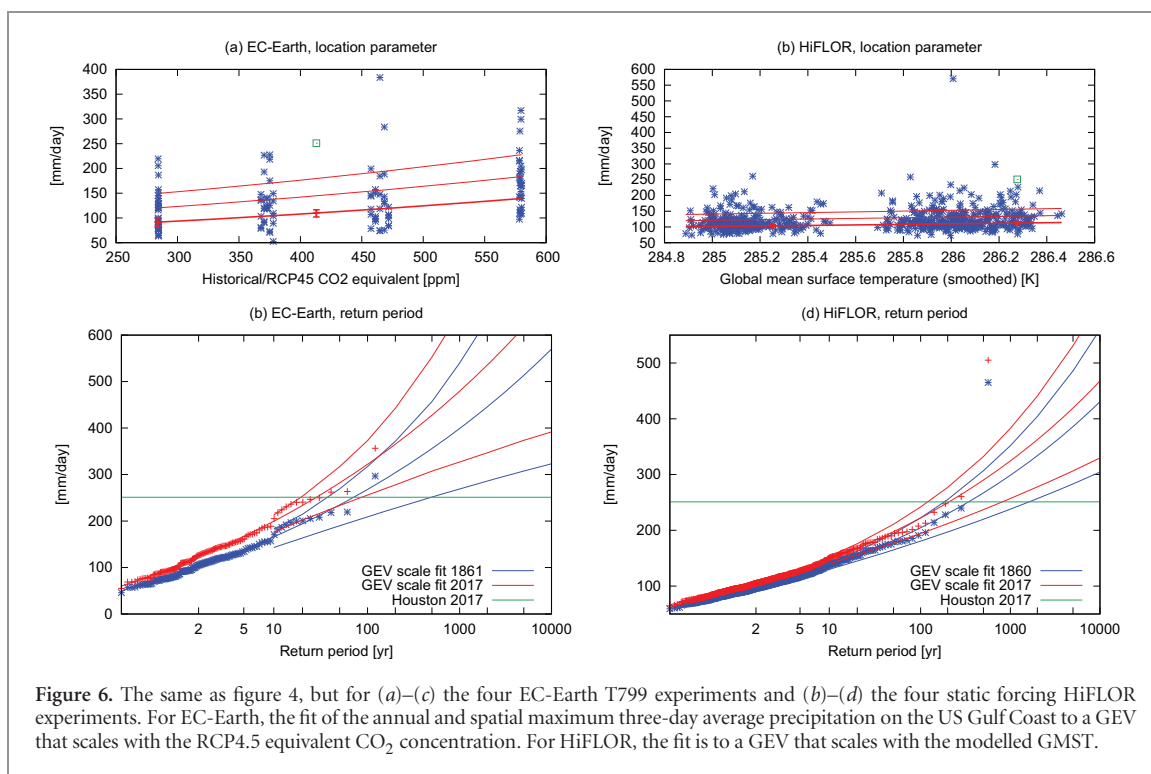 (a) EC-Earth, location parameter
400
350
300
250
200
150
100
50
[mm/day]
250 300 350 400 450 500 550 600
Historical/RCP45 CO2 equivalent [ppm]
(b) HiFLOR, location parameter
600
550
500
450
400
350
300
250
200
150
100
50
[mm/day]
284.8 285 285.2 285.4 285.6 285.8 286 286.2 286.4 286.6
Global mean surface temperature (smoothed) [K]
(b) EC-Earth, return period
600
500
400
300
200
100
0
[mm/day]
GEV scale fit 1861
GEV scale fit 2017
Houston 2017
2 5 10 100 1000 10000
Return period [yr]
(d) HiFLOR, return period
500
400
300
200
100
[mm/day]
GEV scale fit 1860
GEV scale fit 2017
Houston 2017
2 5 10 100 1000 10000
Return period [yr]
Figure 6. The same as figure 4, but for (a)–(c) the four EC-Earth T799 experiments and (b)–(d) the four static forcing HiFLOR
experiments. For EC-Earth, the fit of the annual and spatial maximum three-day average precipitation on the US Gulf Coast to a GEV
that scales with the RCP4.5 equivalent CO₂ concentration. For HiFLOR, the fit is to a GEV that scales with the modelled GMST.